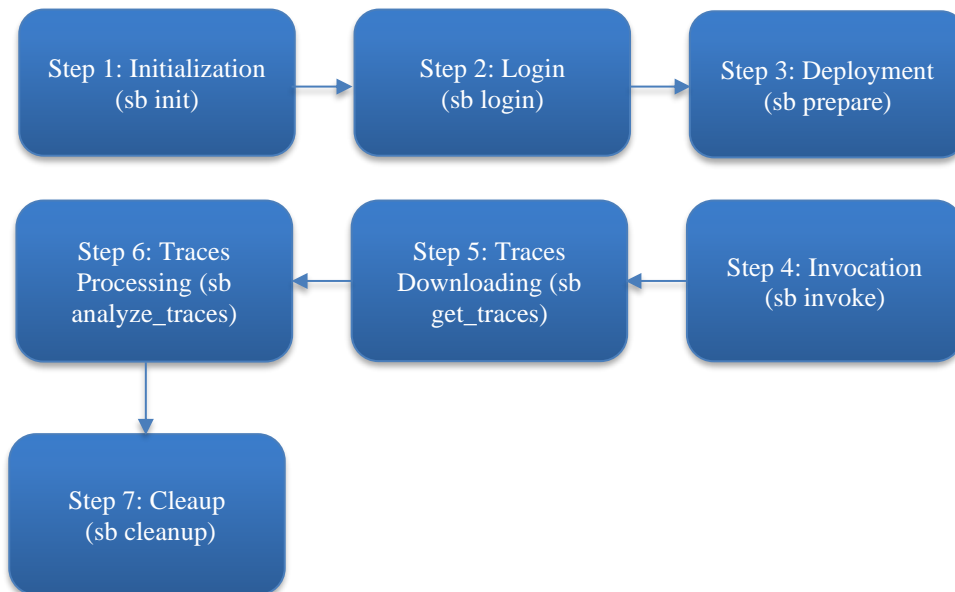 Step 1: Initialization
(sb init)
Step 2: Login
(sb login)
Step 3: Deployment
(sb prepare)
Step 4: Invocation
(sb invoke)
Step 5: Traces
Downloading (sb
get_traces)
Step 6: Traces
Processing (sb
analyze_traces)
Step 7: Cleaup
(sb cleanup)